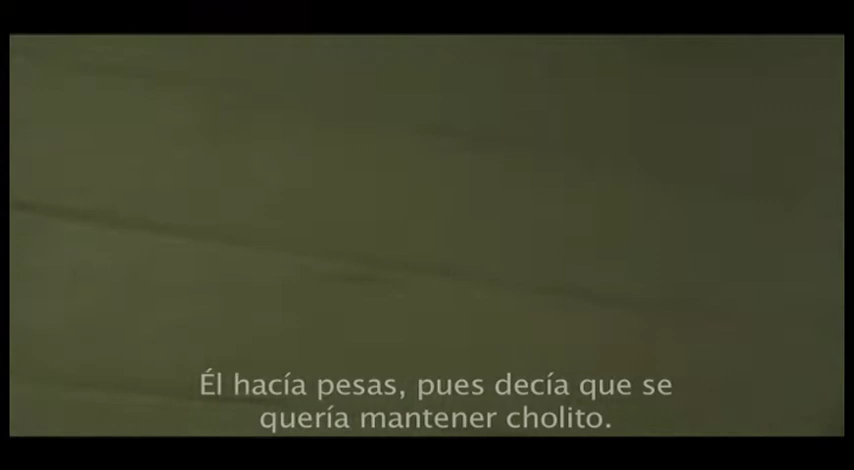 Él hacía pesas, pues decía que se
quería mantener cholito.